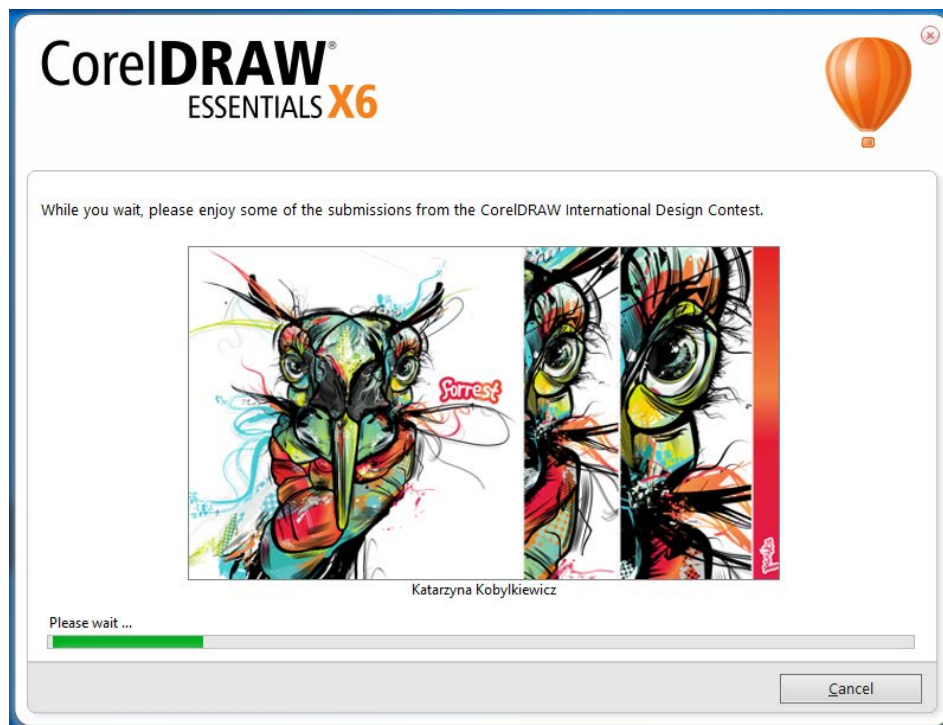 CorelDRAW®
ESSENTIALS X6
While you wait, please enjoy some of the submissions from the CorelDRAW International Design Contest.
forrest
Katarzyna Kobylkiewicz
Please wait ...
Cancel